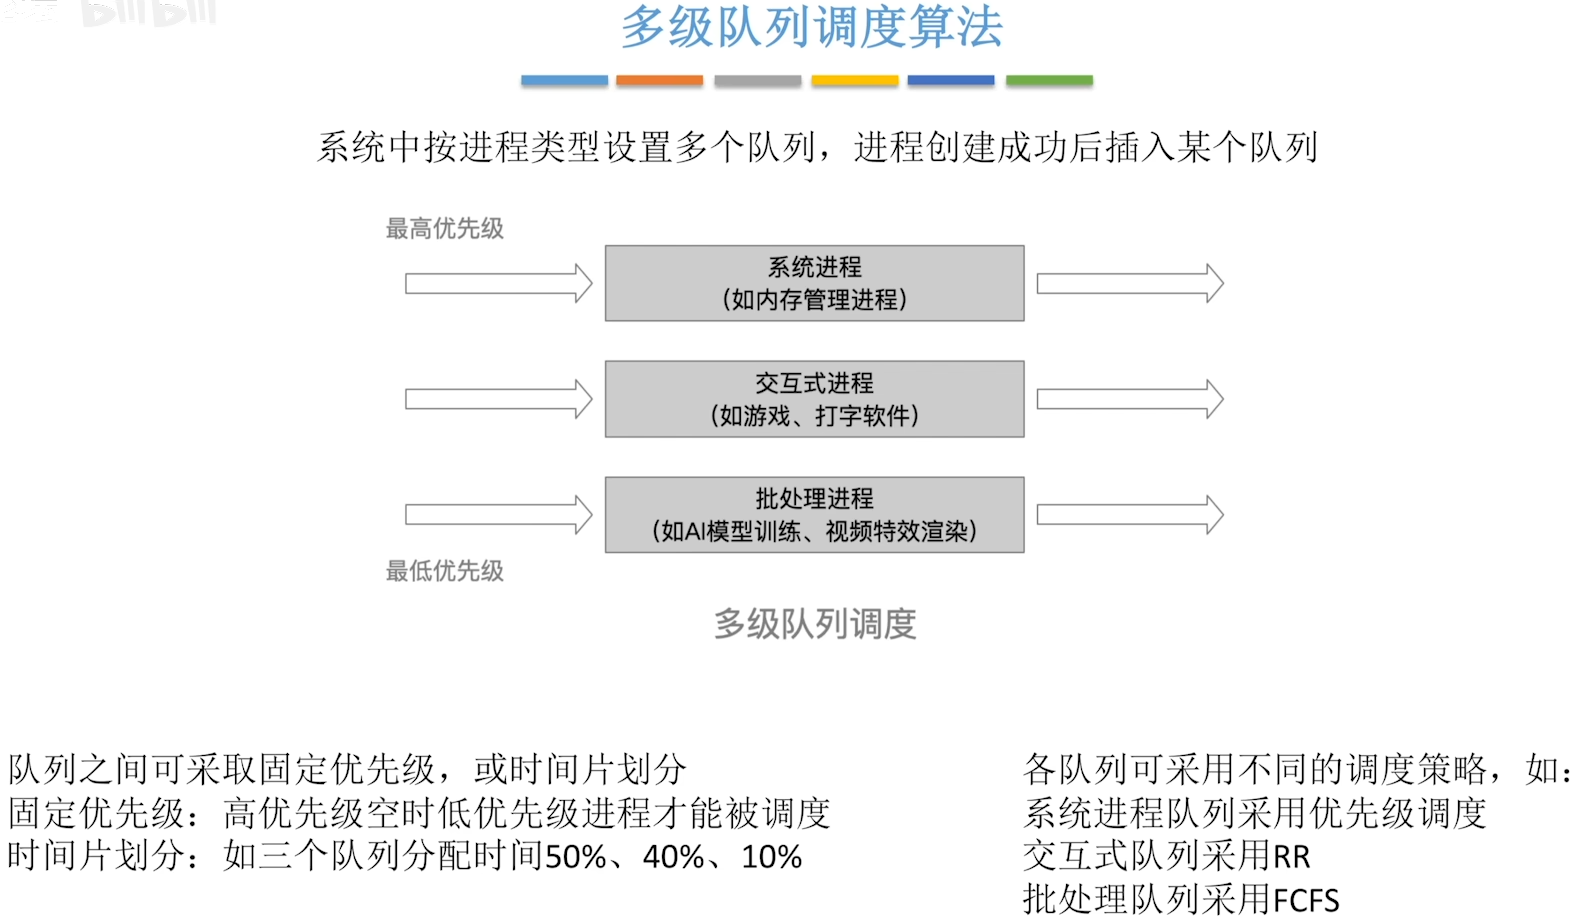 多级队列调度算法
系统中按进程类型设置多个队列，进程创建成功后插入某个队列
最高优先级
系统进程
（如内存管理进程）
交互式进程
（如游戏、打字软件）
批处理进程
（如AI模型训练、视频特效渲染）
最低优先级
多级队列调度
队列之间可采取固定优先级，或时间片划分
固定优先级：高优先级空时低优先级进程才能被调度
时间片划分：如三个队列分配时间50%、40%、10%
各队列可采用不同的调度策略，如：
系统进程队列采用优先级调度
交互式队列采用RR
批处理队列采用FCFS